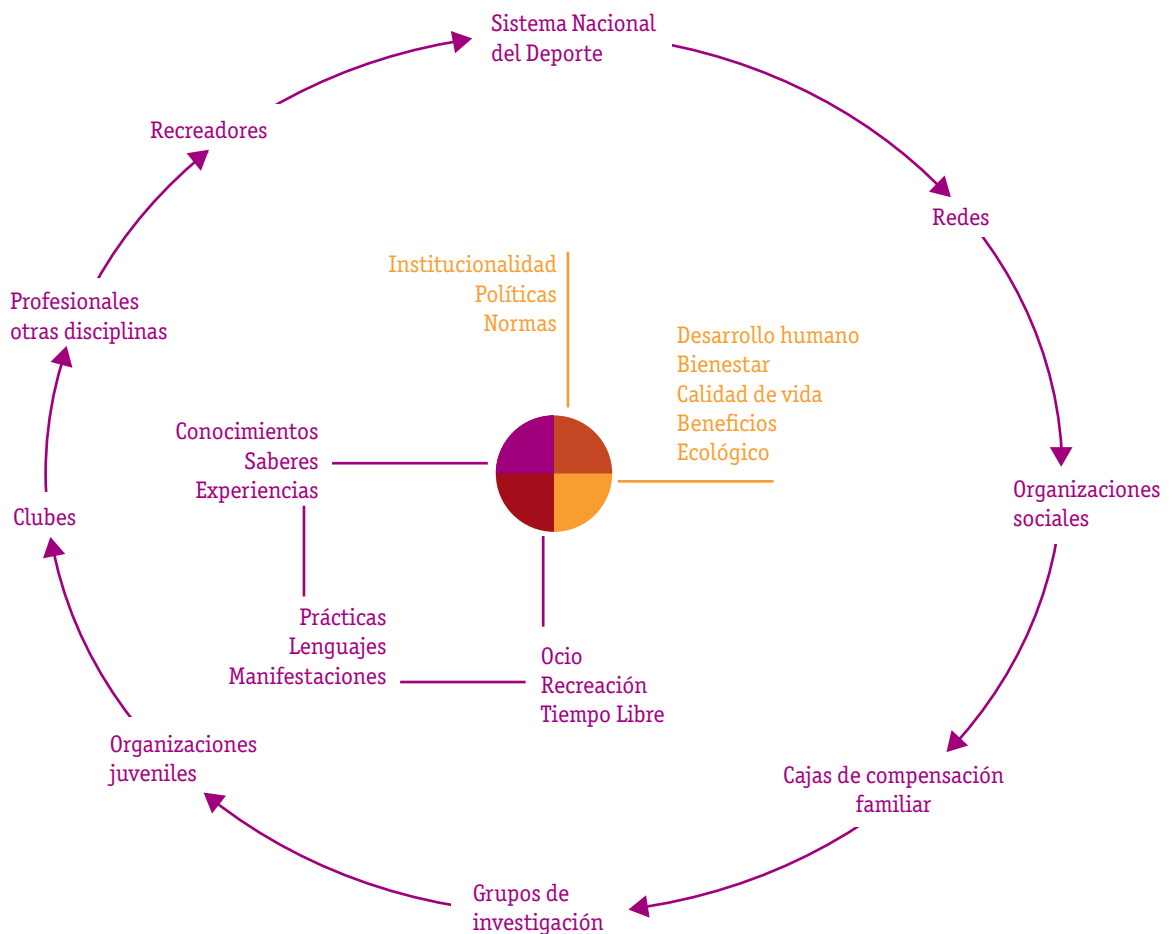 Sistema Nacional
del Deporte
Recreadores
Redes
Institucionalidad
Políticas
Normas
Profesionales
otras disciplinas
Desarrollo humano
Bienestar
Calidad de vida
Beneficios
Ecológico
Conocimientos
Saberes
Experiencias
Organizaciones
sociales
Clubes
Prácticas
Lenguajes
Manifestaciones
Ocio
Recreación
Tiempo Libre
Organizaciones
juveniles
Cajas de compensación
familiar
Grupos de
investigación